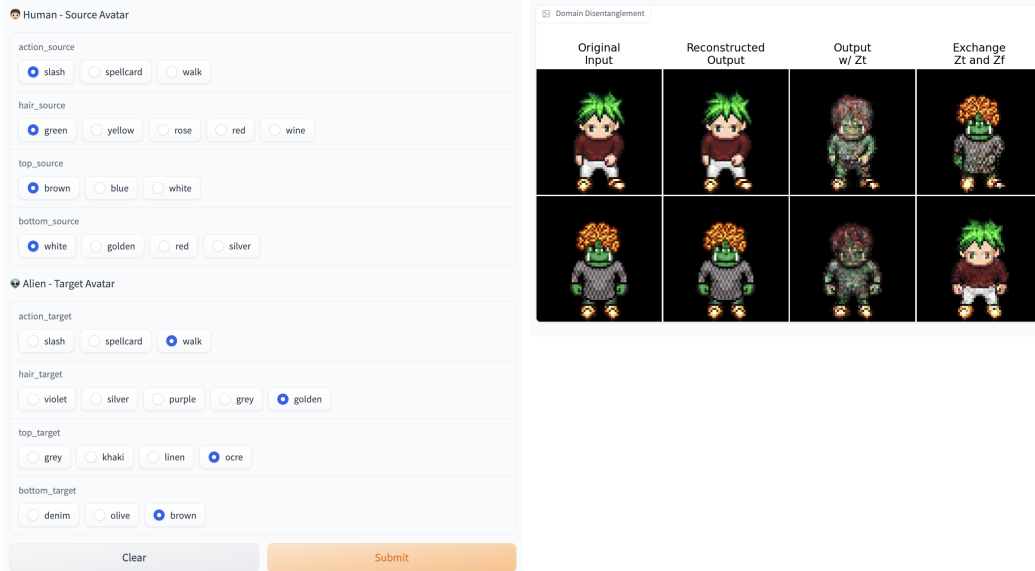 👨🏻 Human - Source Avatar
action_source
slash spellcard walk
hair_source
green yellow rose red wine
top_source
brown blue white
bottom_source
white golden red silver
👽 Alien - Target Avatar
action_target
slash spellcard walk
hair_target
violet silver purple grey golden
top_target
grey khaki linen ocre
bottom_target
denim olive brown
Clear Submit
Domain Disentanglement
Original Input
Reconstructed Output
Output w/ Zt
Exchange Zt and Zf